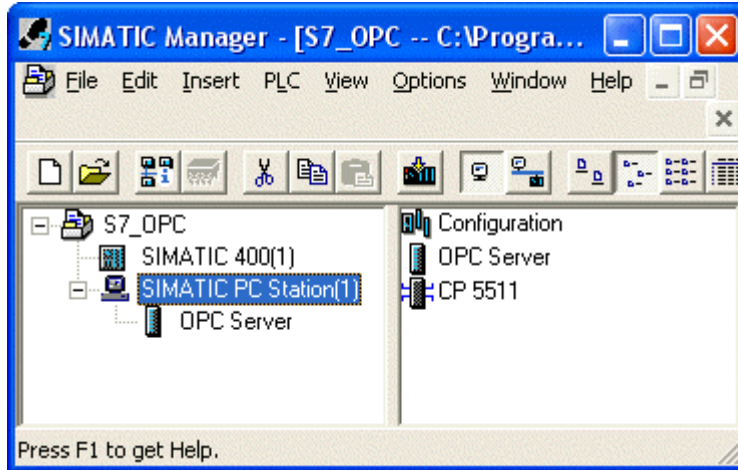 SIMATIC Manager - [S7_OPC -- C:\Progra...
File Edit Insert PLC View Options Window Help
S7_OPC
SIMATIC 400(1)
SIMATIC PC Station(1)
OPC Server
Configuration
OPC Server
CP 5511
Press F1 to get Help.